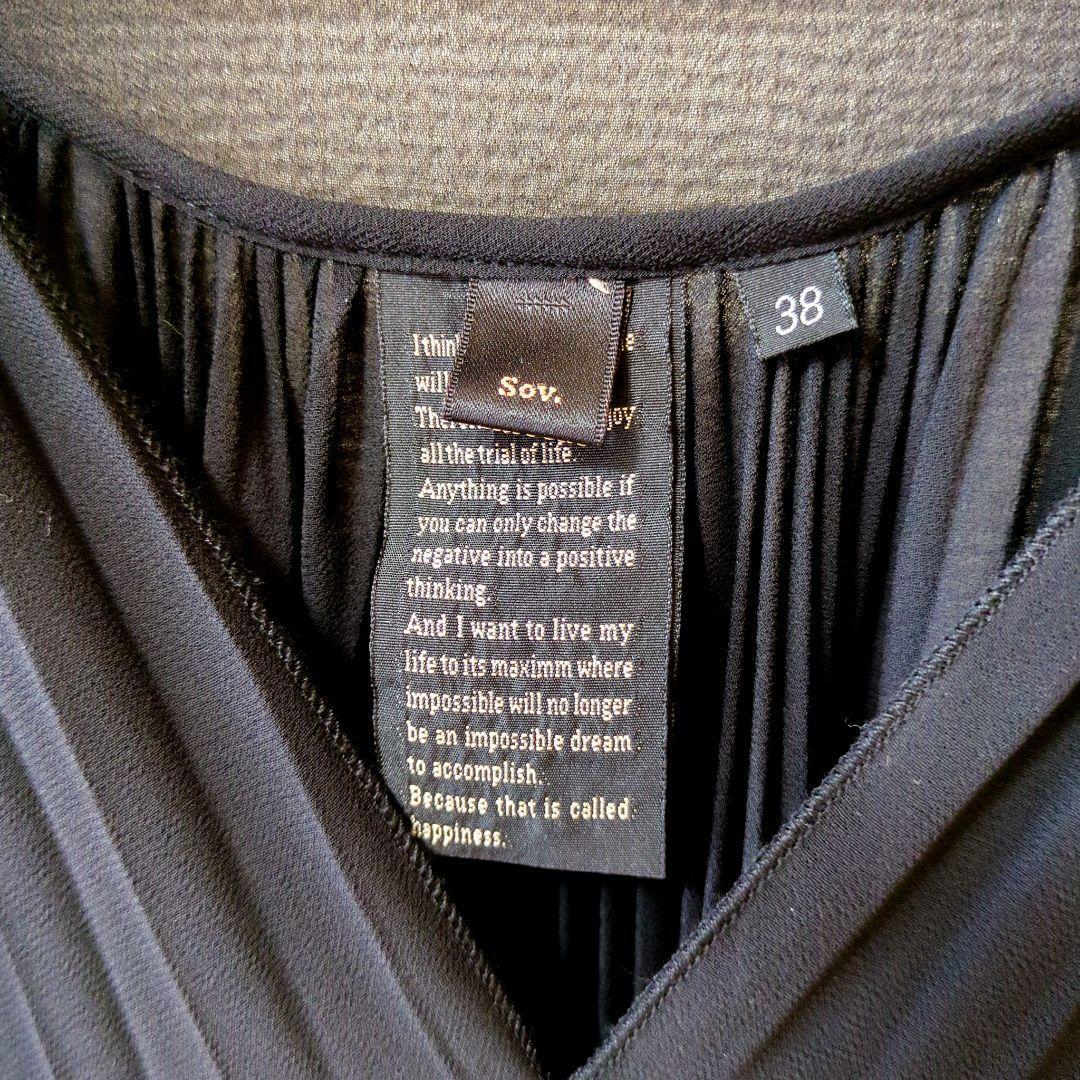 Sov.
38
will
all the trial of life.
Anything is possible if
you can only change the
negative into a positive
thinking.
And I want to live my
life to its maximm where
impossible will no longer
be an impossible dream
to accomplish.
Because that is called
happiness.